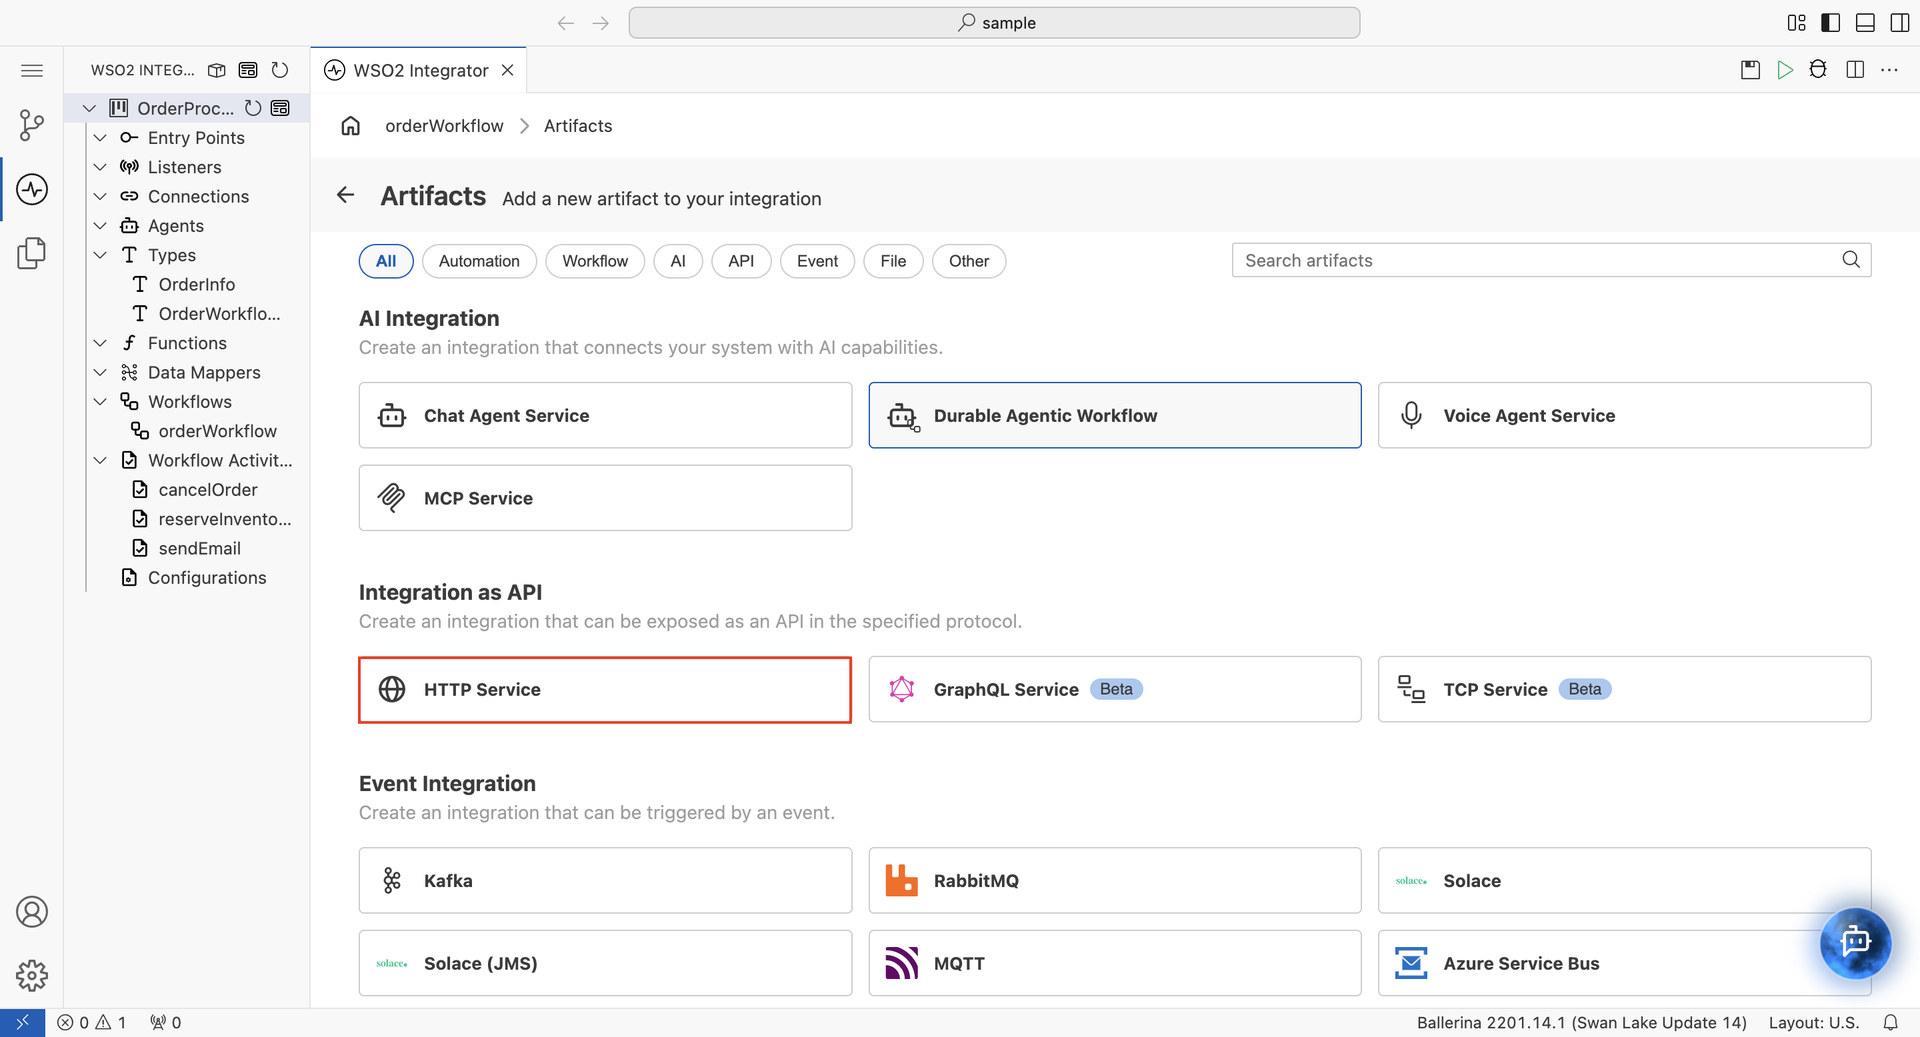 sample
WSO2 INTEG...
WSO2 Integrator
OrderProc...
Entry Points
Listeners
Connections
Agents
Types
OrderInfo
OrderWorkflo...
Functions
Data Mappers
Workflows
orderWorkflow
Workflow Activit...
cancelOrder
reserveInvento...
sendEmail
Configurations
orderWorkflow > Artifacts
Artifacts Add a new artifact to your integration
All Automation Workflow AI API Event File Other
Search artifacts
AI Integration
Create an integration that connects your system with AI capabilities.
Chat Agent Service
Durable Agentic Workflow
Voice Agent Service
MCP Service
Integration as API
Create an integration that can be exposed as an API in the specified protocol.
HTTP Service
GraphQL Service Beta
TCP Service Beta
Event Integration
Create an integration that can be triggered by an event.
Kafka
RabbitMQ
solace. Solace
solace. Solace (JMS)
MQTT
Azure Service Bus
0 1 0
Ballerina 2201.14.1 (Swan Lake Update 14) Layout: U.S.